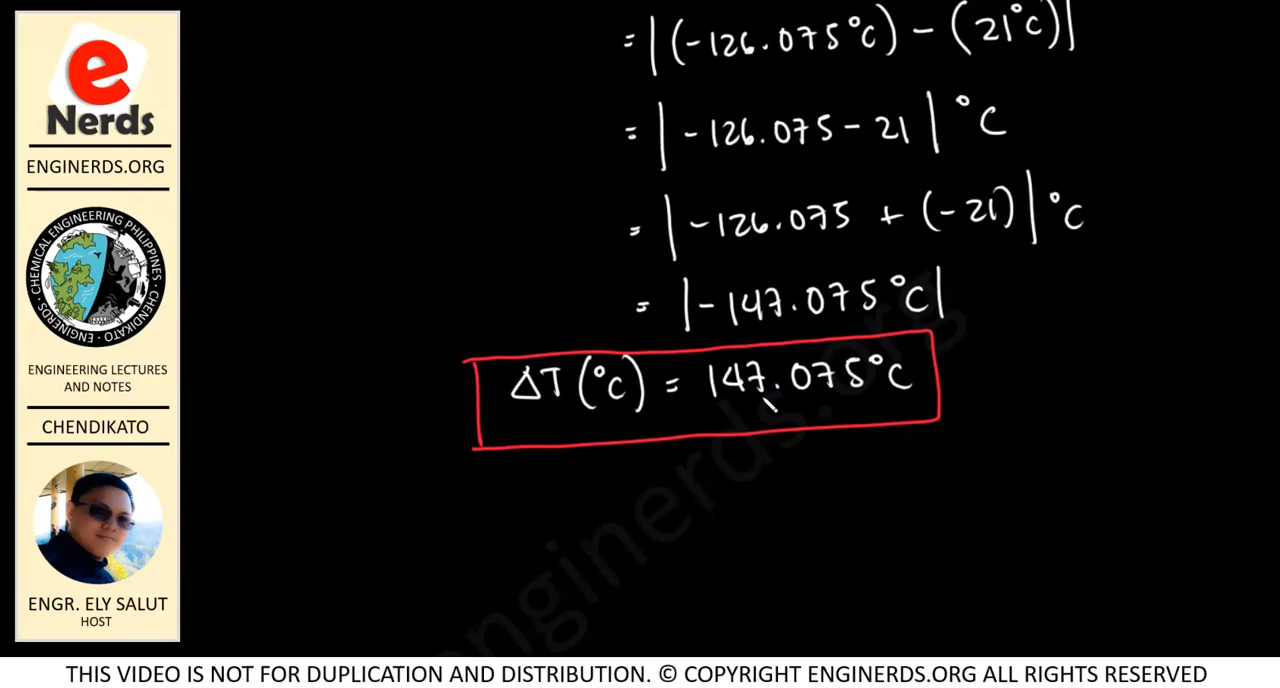 e
Nerds
ENGINERDS.ORG
CHEMICAL ENGINEERING PHILIPPINES
CHENDIKATO • ENGINERDS
ENGINEERING LECTURES
AND NOTES
CHENDIKATO
ENGR. ELY SALUT
HOST
= |(-126.075°C) - (21°C)|
= |-126.075 - 21| °C
= |-126.075 + (-21)| °C
= |-147.075°C|
ΔT(°C) = 147.075°C
enginerds.org
THIS VIDEO IS NOT FOR DUPLICATION AND DISTRIBUTION. © COPYRIGHT ENGINERDS.ORG ALL RIGHTS RESERVED